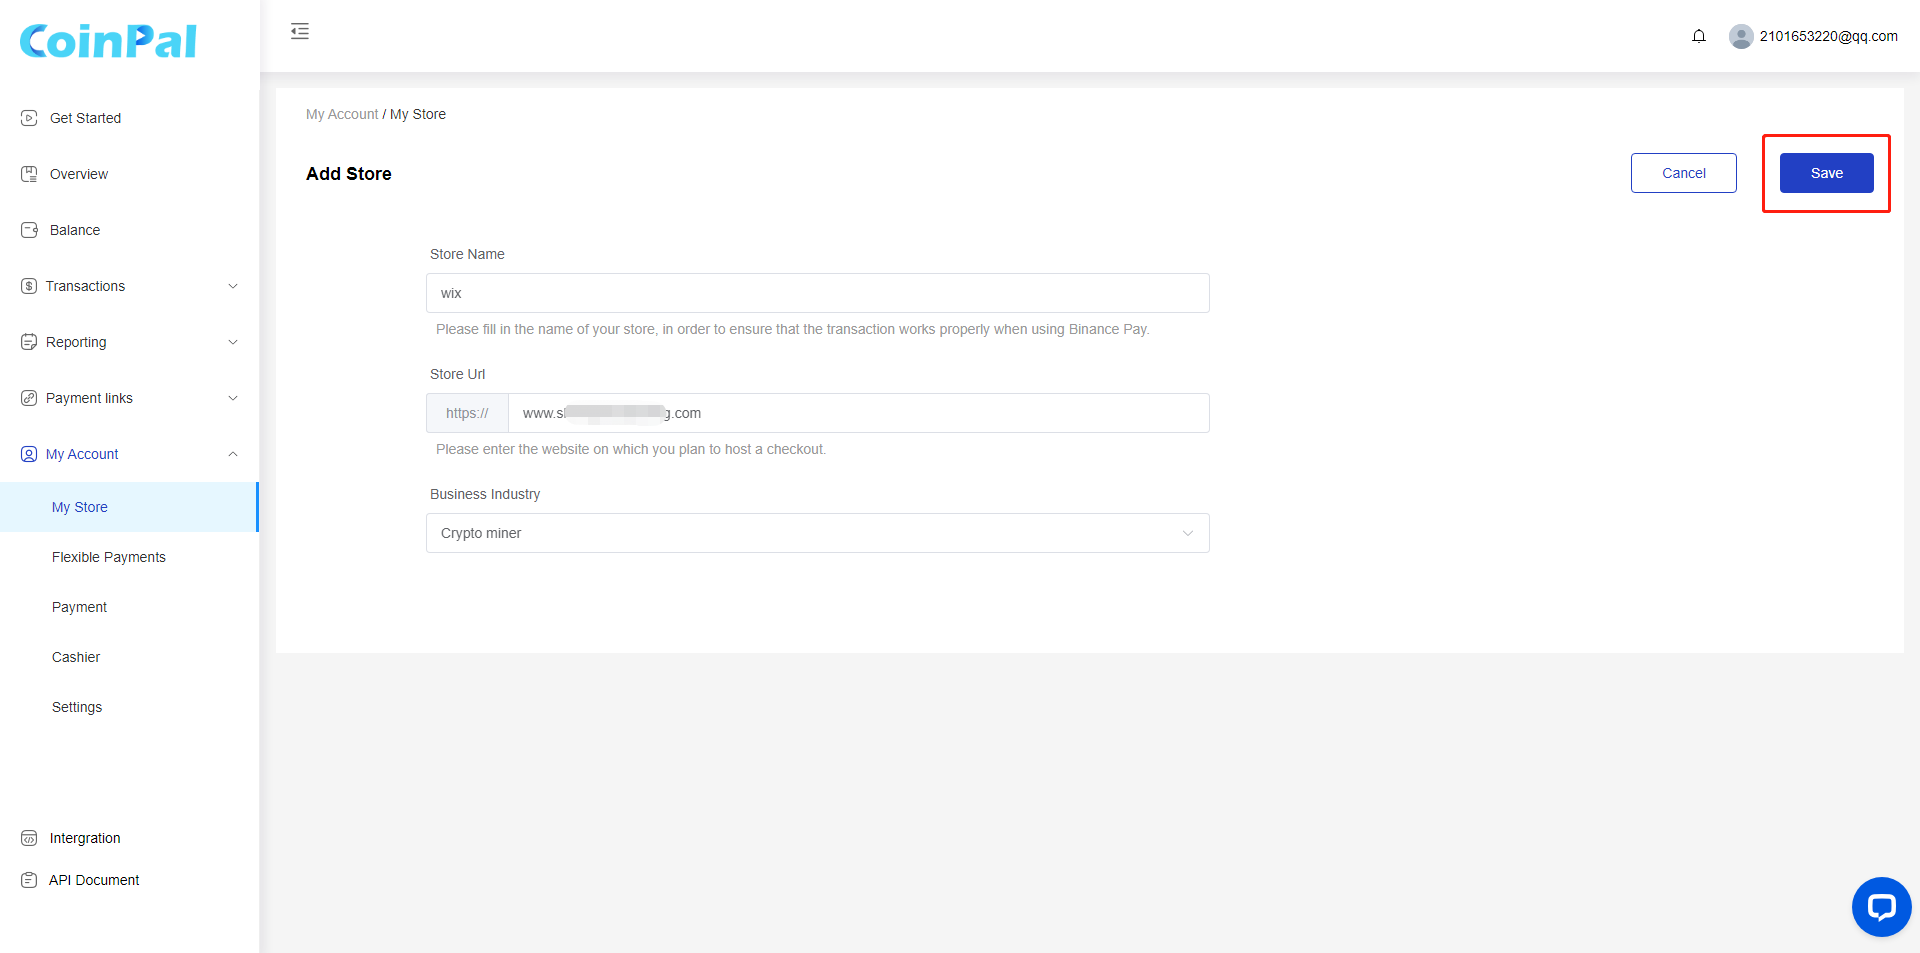 CoinPal
2101653220@qq.com
Get Started
Overview
Balance
Transactions
Reporting
Payment links
My Account
My Store
Flexible Payments
Payment
Cashier
Settings
Intergration
API Document
My Account / My Store
Add Store
Cancel
Save
Store Name
wix
Please fill in the name of your store, in order to ensure that the transaction works properly when using Binance Pay.
Store Url
https://
Please enter the website on which you plan to host a checkout.
Business Industry
Crypto miner